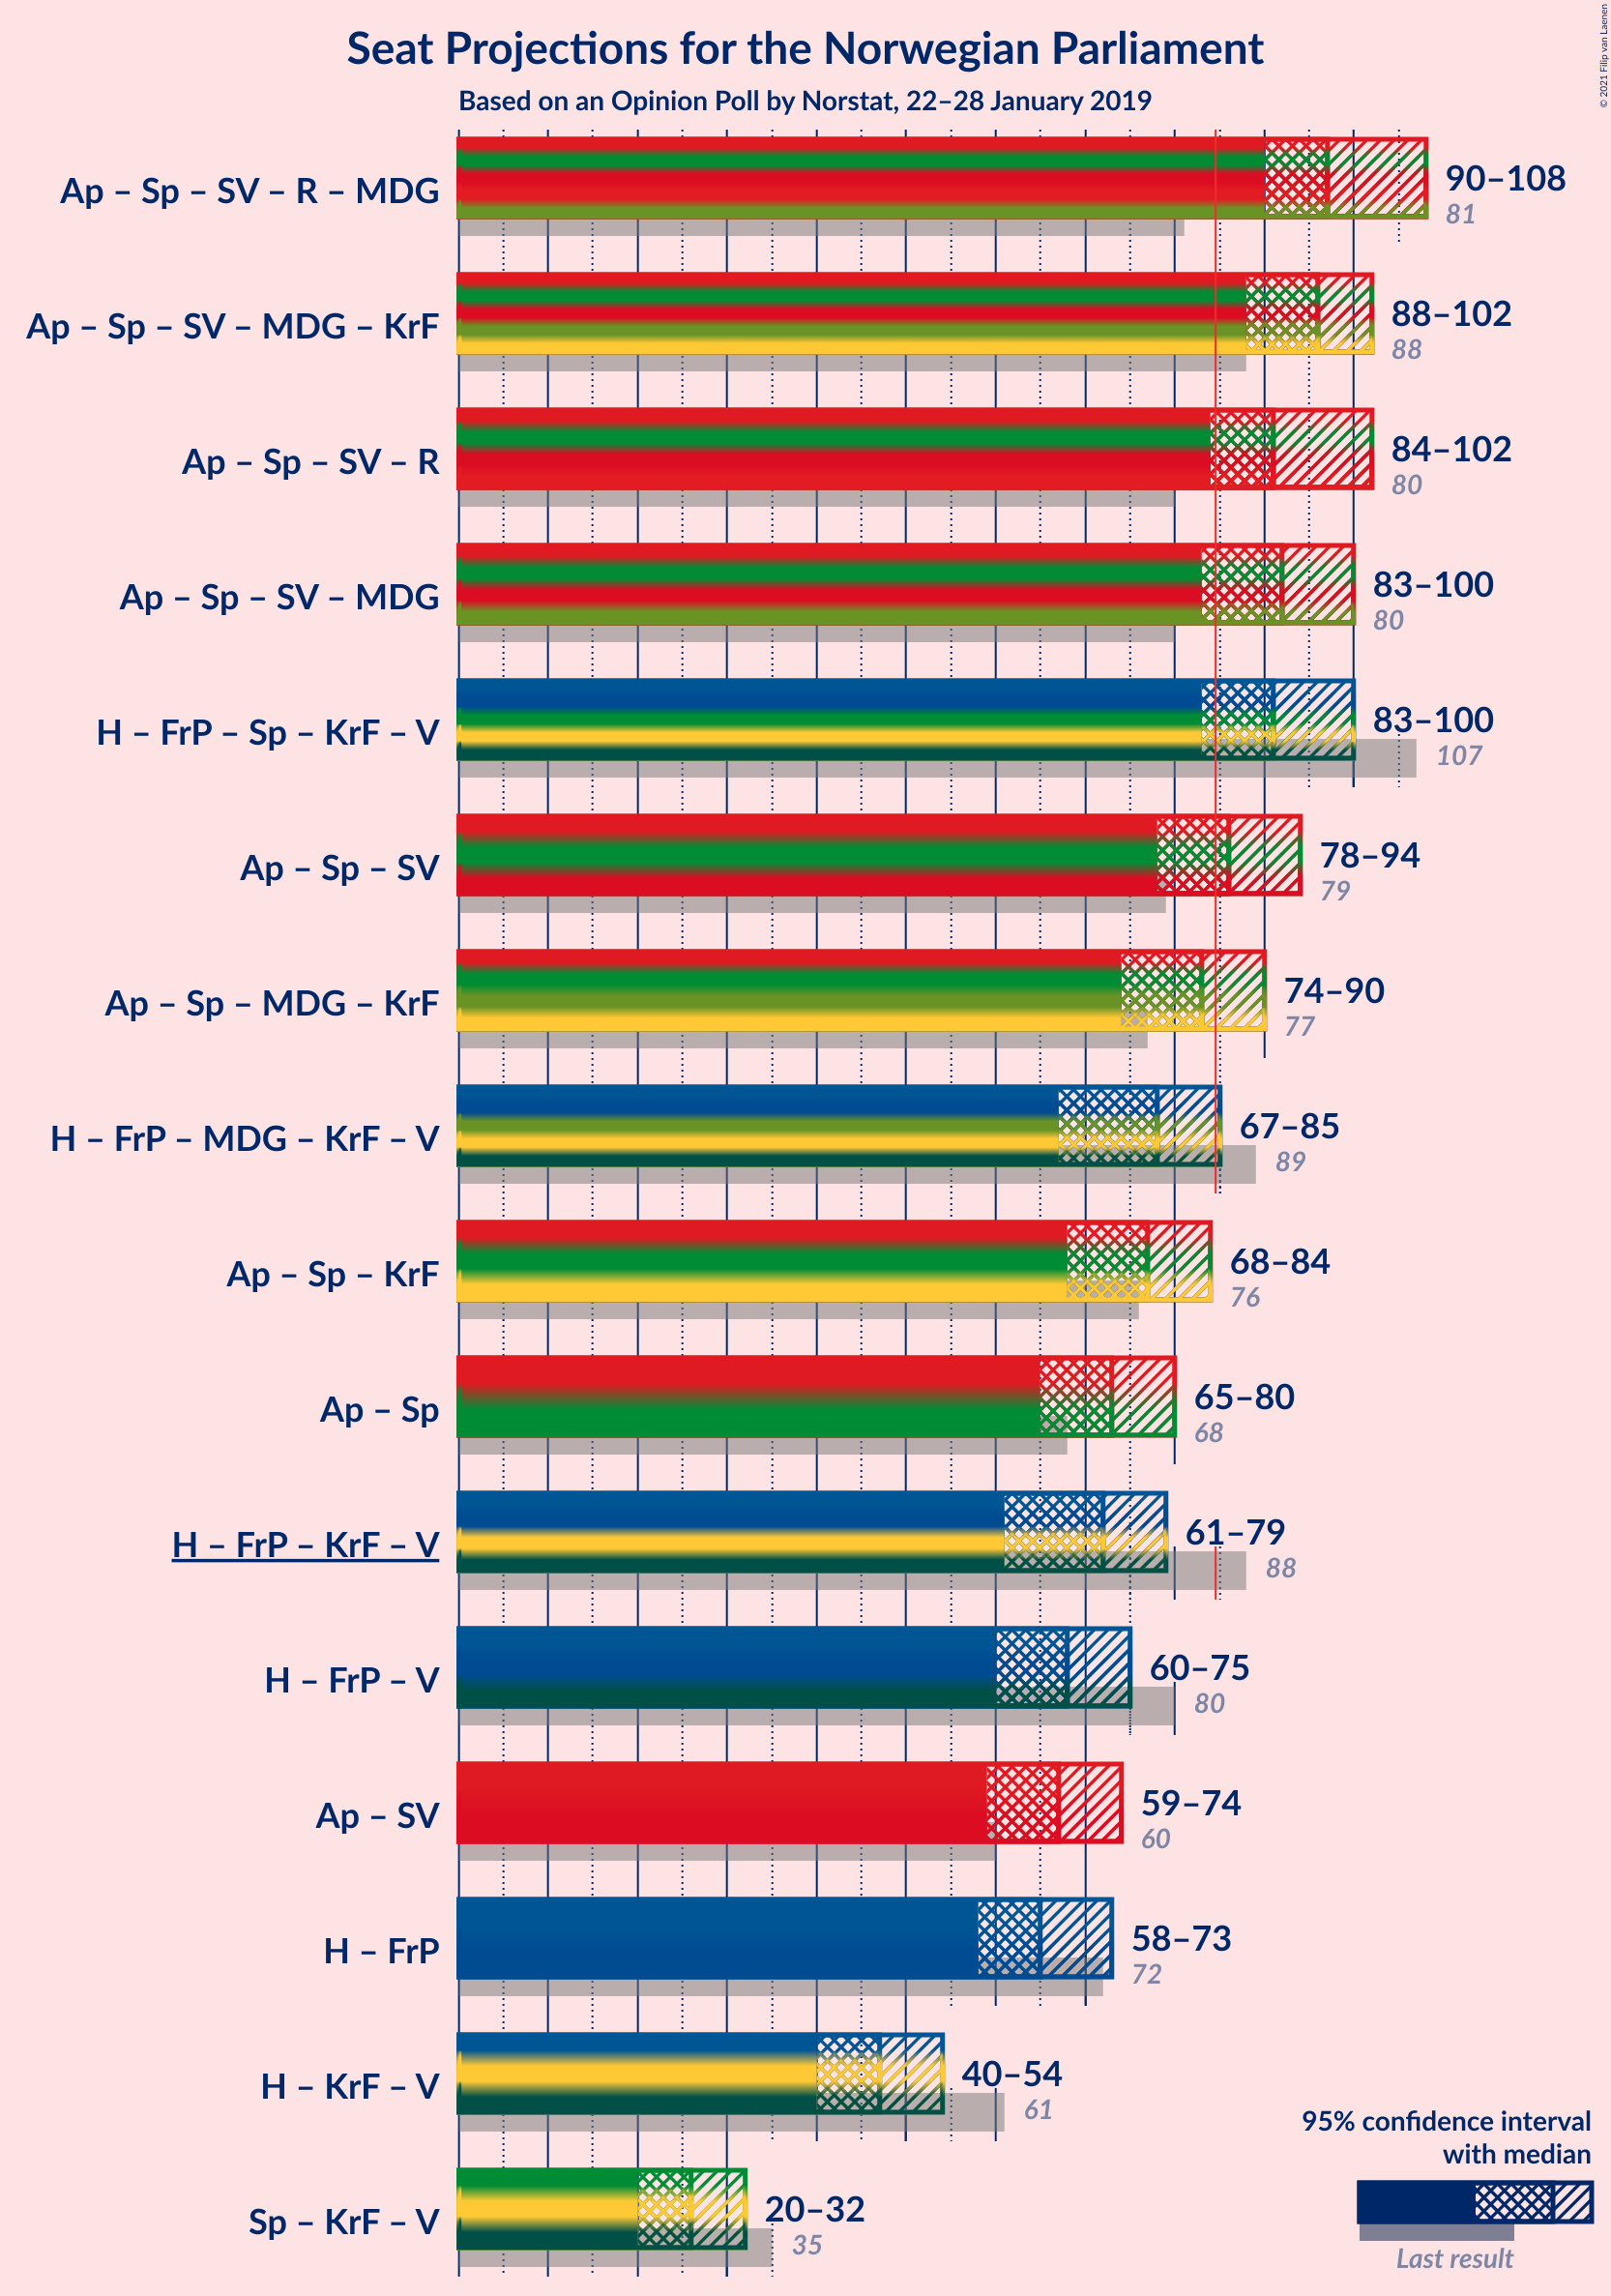 © 2021 Filip van Laenen
Seat Projections for the Norwegian Parliament
Based on an Opinion Poll by Norstat, 22–28 January 2019
Ap – Sp – SV – R – MDG
90–108
81
Ap – Sp – SV – MDG – KrF
88–102
88
Ap – Sp – SV – R
84–102
80
Ap – Sp – SV – MDG
83–100
80
H – FrP – Sp – KrF – V
83–100
107
Ap – Sp – SV
78–94
79
Ap – Sp – MDG – KrF
74–90
77
H – FrP – MDG – KrF – V
67–85
89
Ap – Sp – KrF
68–84
76
Ap – Sp
65–80
68
H – FrP – KrF – V
61–79
88
H – FrP – V
60–75
80
Ap – SV
59–74
60
H – FrP
58–73
72
H – KrF – V
40–54
61
Sp – KrF – V
20–32
35
95% confidence interval
with median
Last result